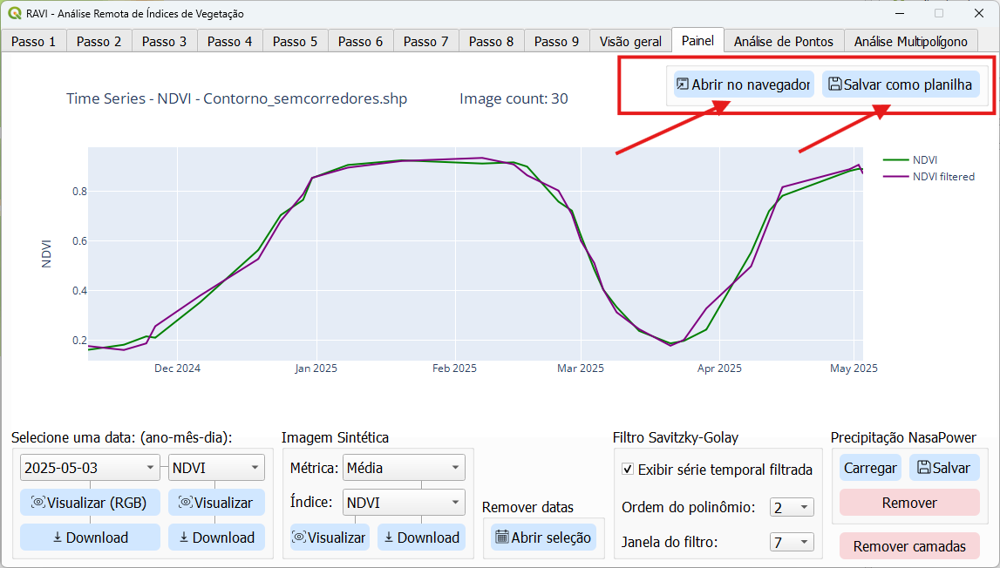 RAVI - Análise Remota de Índices de Vegetação
Passo 1 Passo 2 Passo 3 Passo 4 Passo 5 Passo 6 Passo 7 Passo 8 Passo 9 Visão geral Painel Análise de Pontos Análise Multipolígono
Abrir no navegador Salvar como planilha
Time Series - NDVI - Contorno_semcorredores.shp Image count: 30
NDVI
NDVI filtered
0.8
0.6
0.4
0.2
NDVI
Dec 2024 Jan 2025 Feb 2025 Mar 2025 Apr 2025 May 2025
Selecione uma data: (ano-mês-dia):
2025-05-03 NDVI
Visualizar (RGB) Visualizar
Download Download
Imagem Sintética
Métrica: Média
Índice: NDVI
Visualizar Download
Remover datas
Abrir seleção
Filtro Savitzky-Golay
Exibir série temporal filtrada
Ordem do polinômio: 2
Janela do filtro: 7
Precipitação NasaPower
Carregar Salvar
Remover
Remover camadas